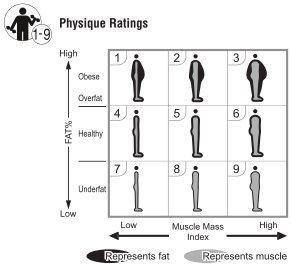 1-9
Physique Ratings
High
Obese
Overfat
FAT%
Healthy
Underfat
Low
1 2 3
4 5 6
7 8 9
Low Muscle Mass High
Index
Represents fat Represents muscle